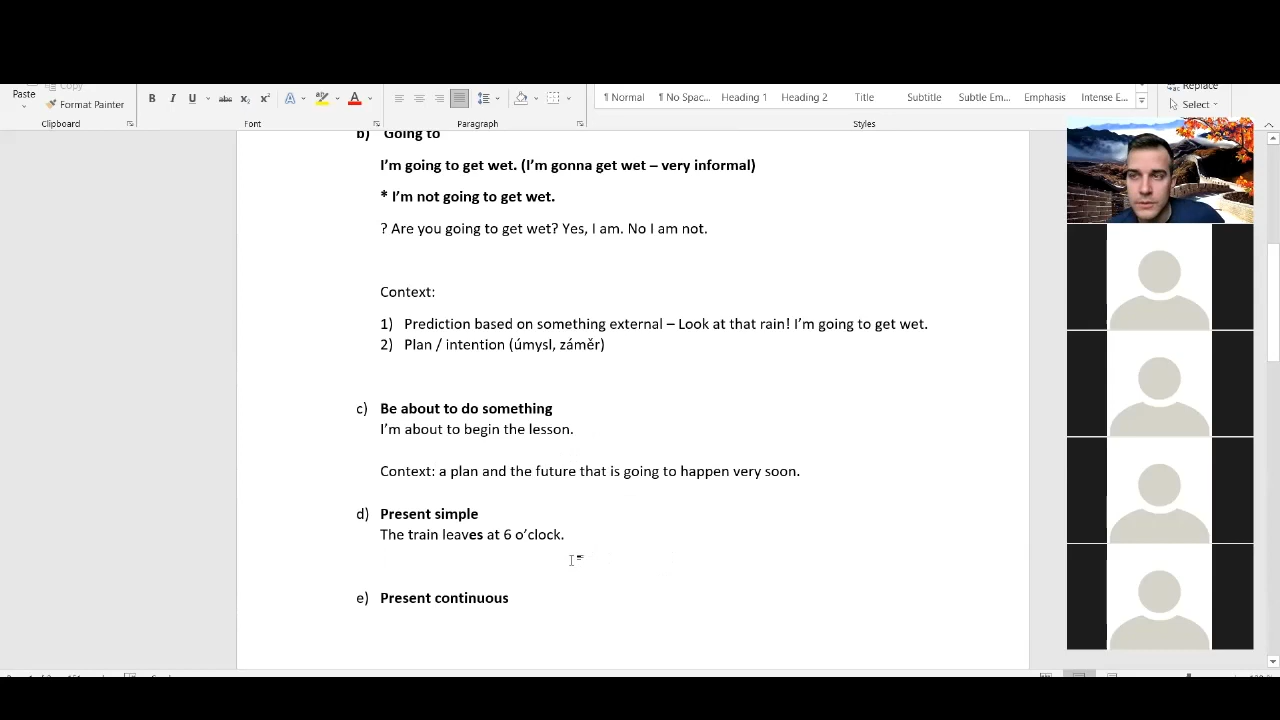 Copy
Replace
Paste
Format Painter
B I U abc x₂ x² A A
¶ Normal ¶ No Spac... Heading 1 Heading 2 Title Subtitle Subtle Em... Emphasis Intense E...
Select
Clipboard Font Paragraph Styles
b) Going to
I'm going to get wet. (I'm gonna get wet – very informal)
* I'm not going to get wet.
? Are you going to get wet? Yes, I am. No I am not.
Context:
1) Prediction based on something external – Look at that rain! I'm going to get wet.
2) Plan / intention (úmysl, záměr)
c) Be about to do something
I'm about to begin the lesson.
Context: a plan and the future that is going to happen very soon.
d) Present simple
The train leaves at 6 o'clock.
e) Present continuous